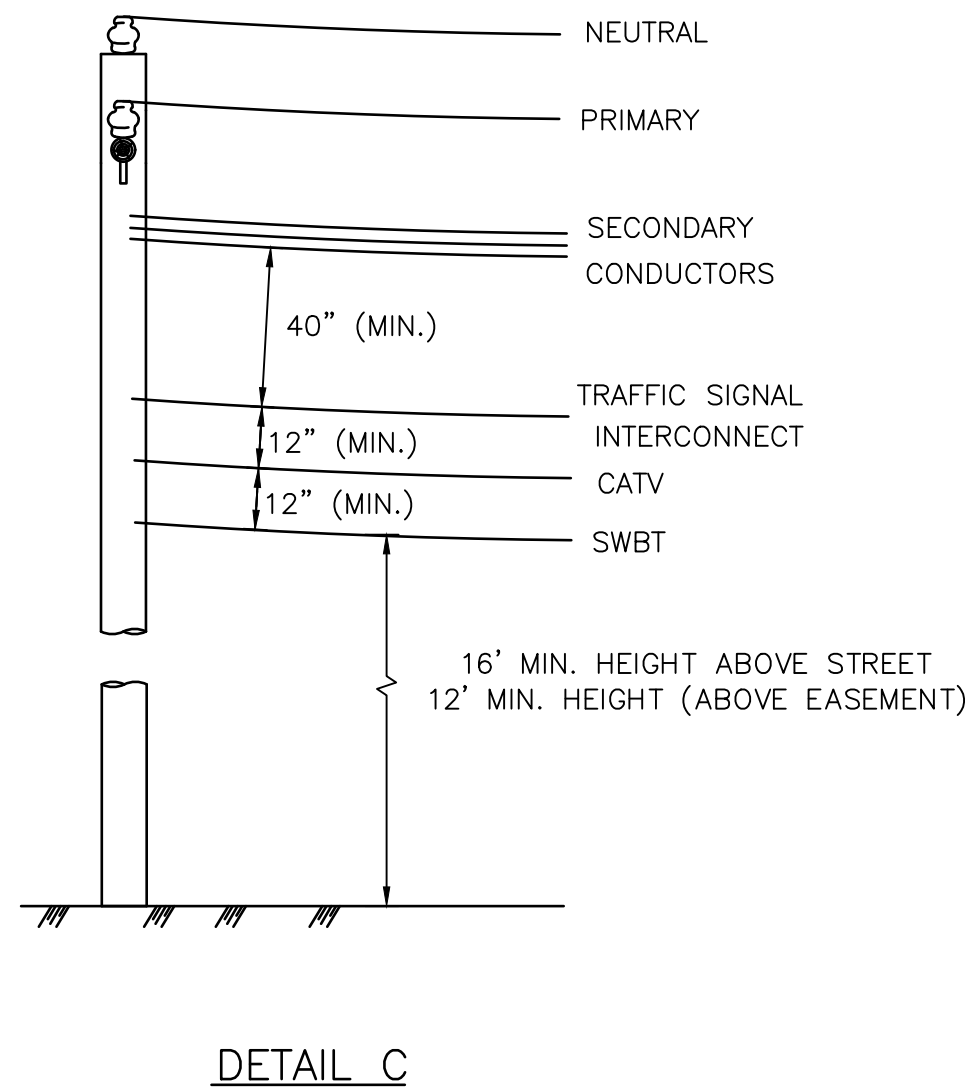 NEUTRAL
PRIMARY
SECONDARY
CONDUCTORS
40” (MIN.)
TRAFFIC SIGNAL
INTERCONNECT
12” (MIN.)
CATV
12” (MIN.)
SWBT
16’ MIN. HEIGHT ABOVE STREET
12’ MIN. HEIGHT (ABOVE EASEMENT)
DETAIL C